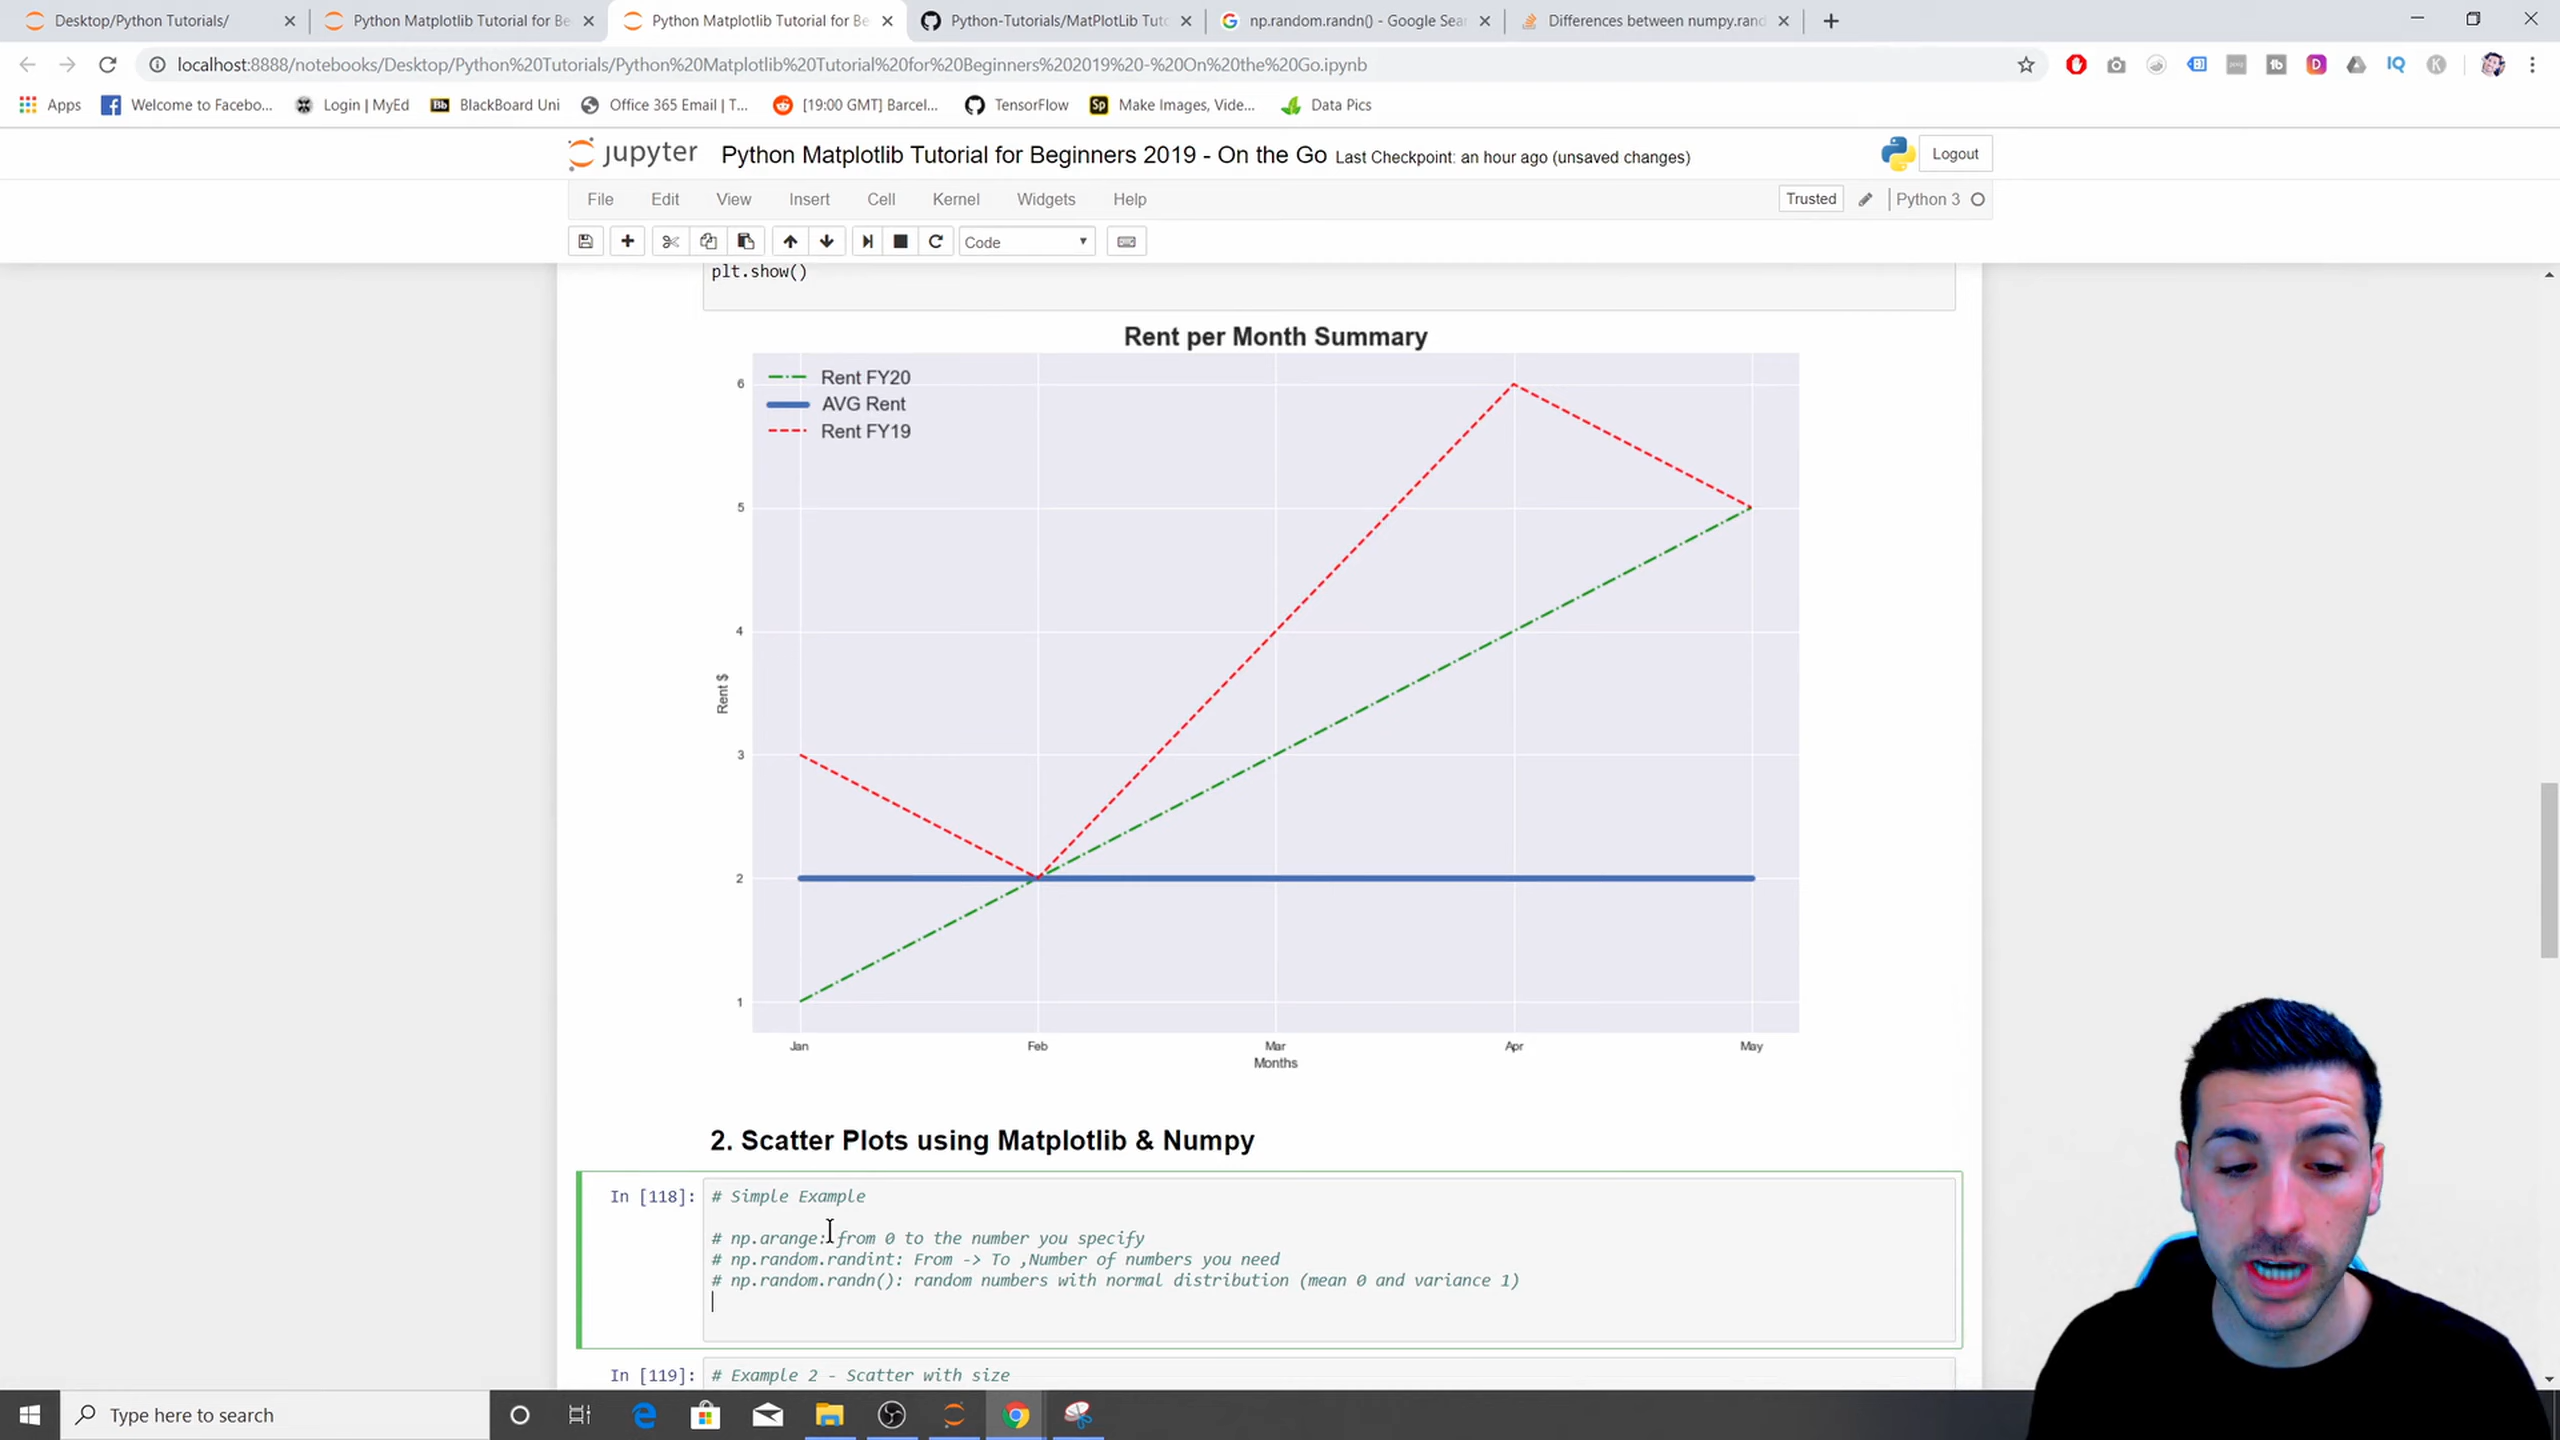 Desktop/Python Tutorials/
Python Matplotlib Tutorial for Be
Python Matplotlib Tutorial for Be
Python-Tutorials/MatPlotLib Tuto
np.random.randn() - Google Sear
Differences between numpy.rand
localhost:8888/notebooks/Desktop/Python%20Tutorials/Python%20Matplotlib%20Tutorial%20for%20Beginners%202019%20-%20On%20the%20Go.ipynb
Apps
Welcome to Facebo...
Login | MyEd
Bb
BlackBoard Uni
Office 365 Email | T...
[19:00 GMT] Barcel...
TensorFlow
Sp
Make Images, Vide...
Data Pics
jupyter
Python Matplotlib Tutorial for Beginners 2019 - On the Go Last Checkpoint: an hour ago (unsaved changes)
Logout
File Edit View Insert Cell Kernel Widgets Help
Trusted
Python 3
Code
plt.show()
Rent per Month Summary
Rent FY20
AVG Rent
Rent FY19
6
5
4
3
2
1
Rent $
Jan Feb Mar Apr May
Months
2. Scatter Plots using Matplotlib & Numpy
In [118]:
# Simple Example
# np.arange: from 0 to the number you specify
# np.random.randint: From -> To ,Number of numbers you need
# np.random.randn(): random numbers with normal distribution (mean 0 and variance 1)
In [119]:
# Example 2 - Scatter with size
Type here to search